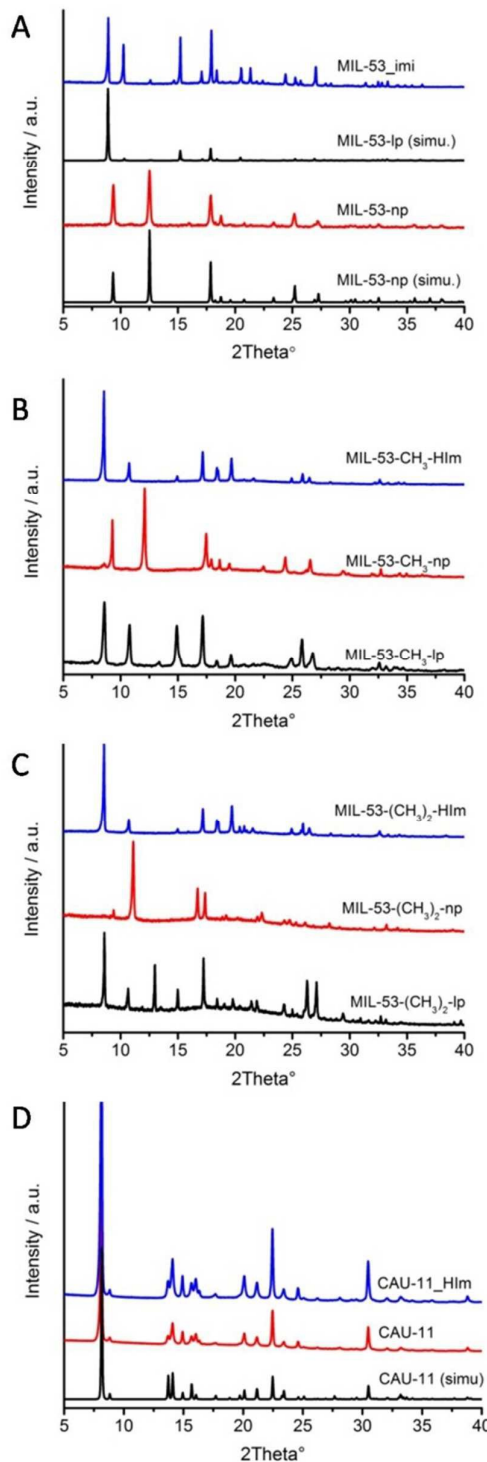 A
MIL-53_imi
MIL-53-lp (simu.)
MIL-53-np
MIL-53-np (simu.)
Intensity / a.u.
5 10 15 20 25 30 35 40
2Theta°
B
MIL-53-CH₃-HIm
MIL-53-CH₃-np
MIL-53-CH₃-lp
Intensity / a.u.
5 10 15 20 25 30 35 40
2Theta°
C
MIL-53-(CH₃)₂-HIm
MIL-53-(CH₃)₂-np
MIL-53-(CH₃)₂-lp
Intensity / a.u.
5 10 15 20 25 30 35 40
2Theta°
D
CAU-11_HIm
CAU-11
CAU-11 (simu)
Intensity / a.u.
5 10 15 20 25 30 35 40
2Theta°